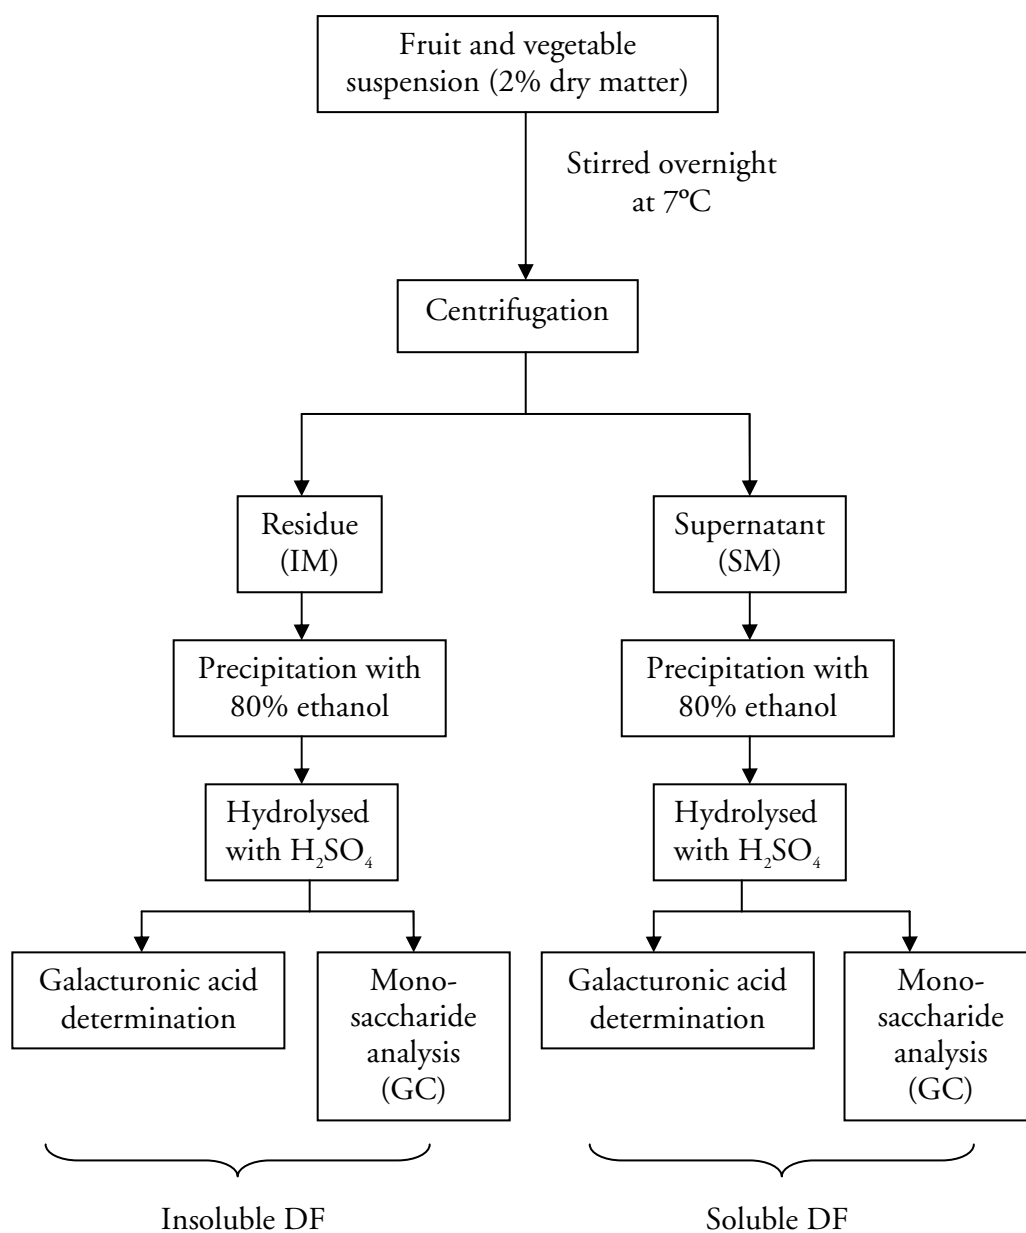 Fruit and vegetable
suspension (2% dry matter)
Stirred overnight
at 7ºC
Centrifugation
Residue
(IM)
Supernatant
(SM)
Precipitation with
80% ethanol
Precipitation with
80% ethanol
Hydrolysed
with H₂SO₄
Hydrolysed
with H₂SO₄
Galacturonic acid
determination
Mono-
saccharide
analysis
(GC)
Galacturonic acid
determination
Mono-
saccharide
analysis
(GC)
Insoluble DF
Soluble DF